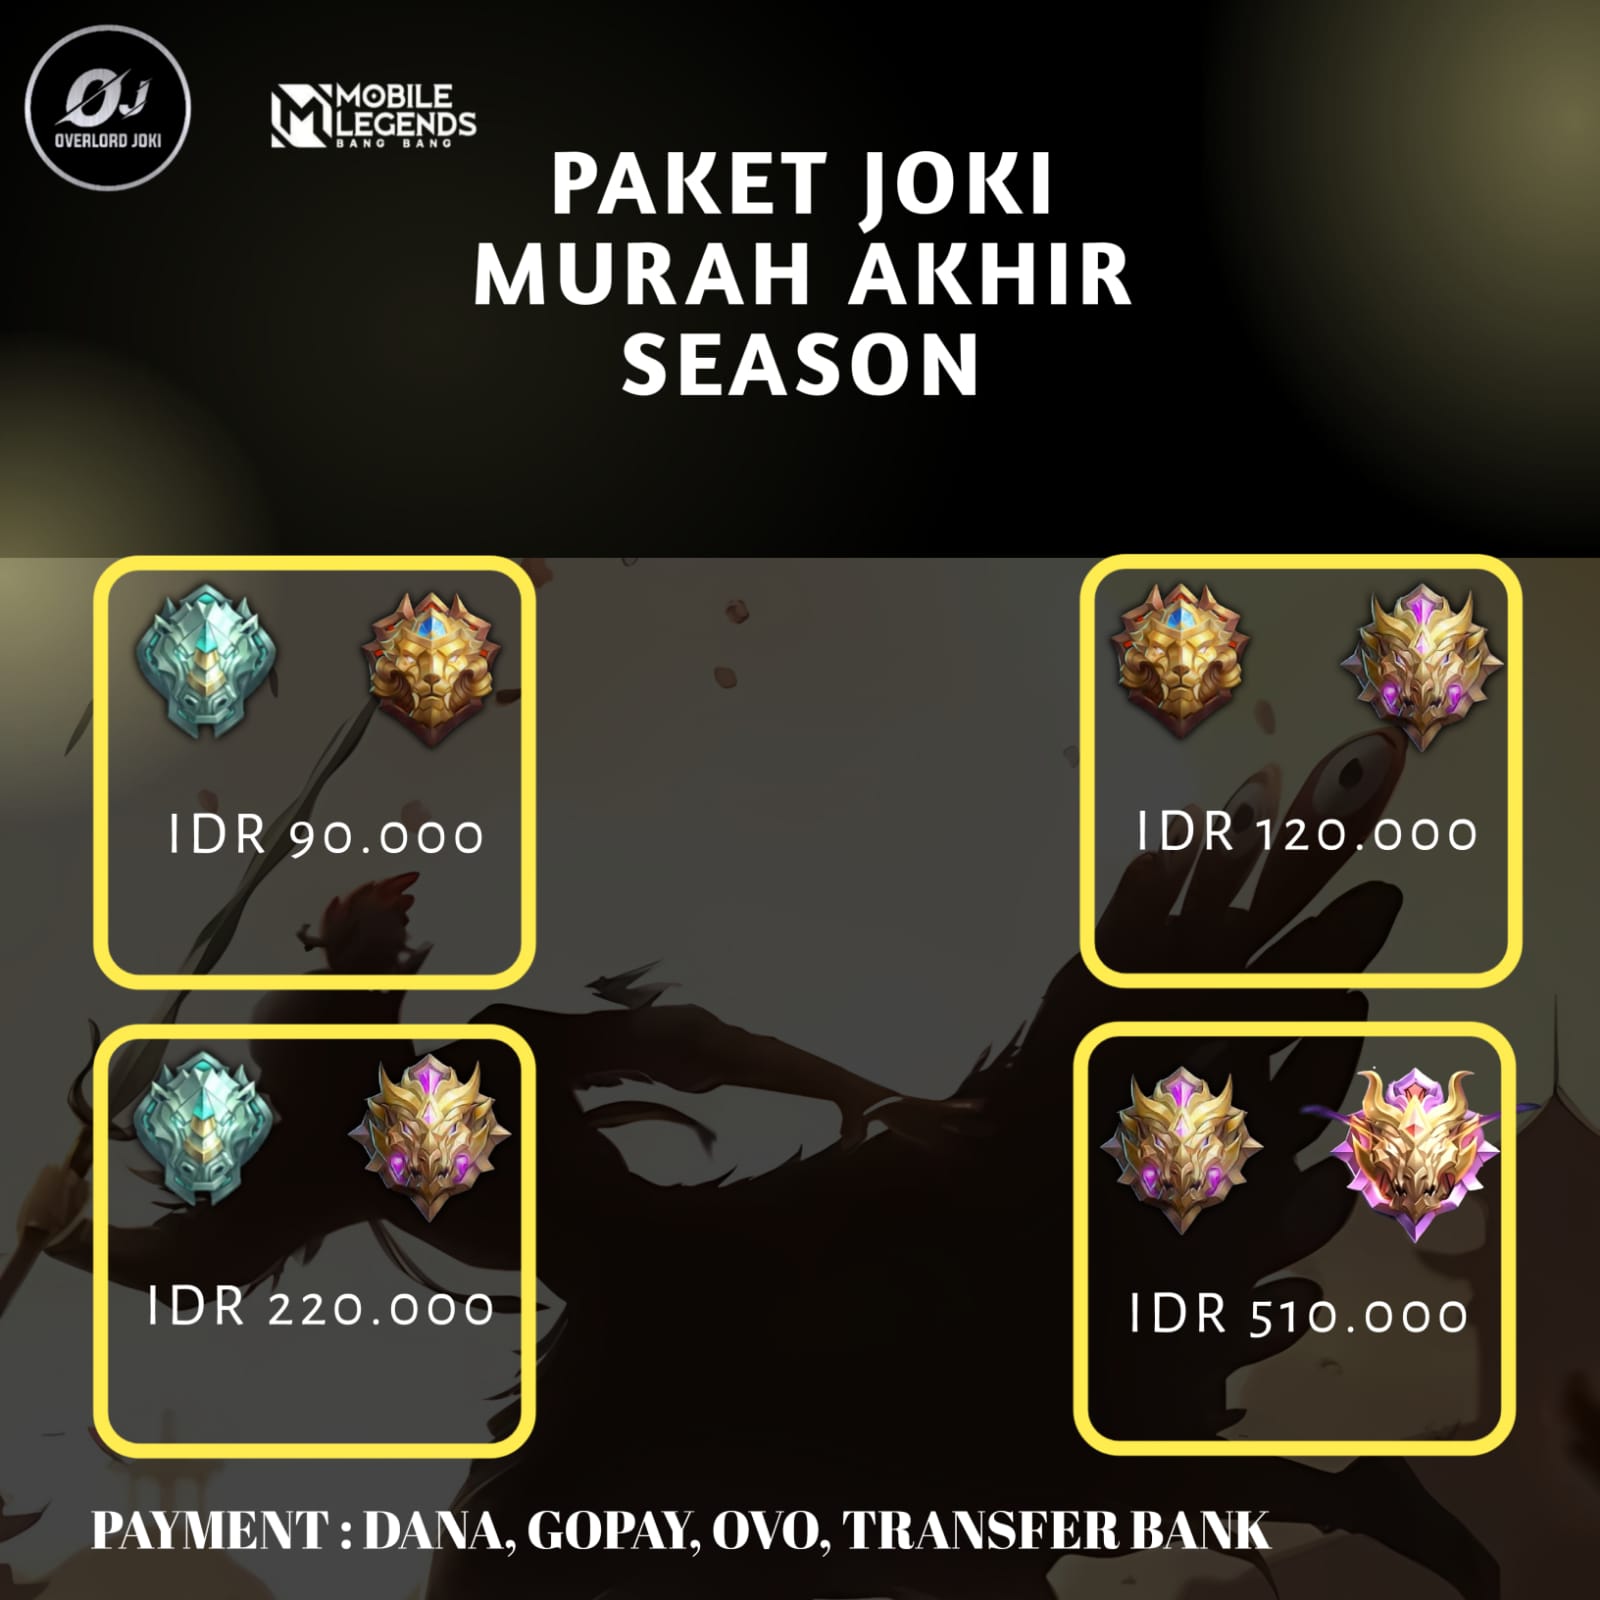 OJ
OVERLORD JOKI
MOBILE
LEGENDS
BANG BANG
PAKET JOKI
MURAH AKHIR
SEASON
IDR 90.000
IDR 120.000
IDR 220.000
IDR 510.000
PAYMENT : DANA, GOPAY, OVO, TRANSFER BANK